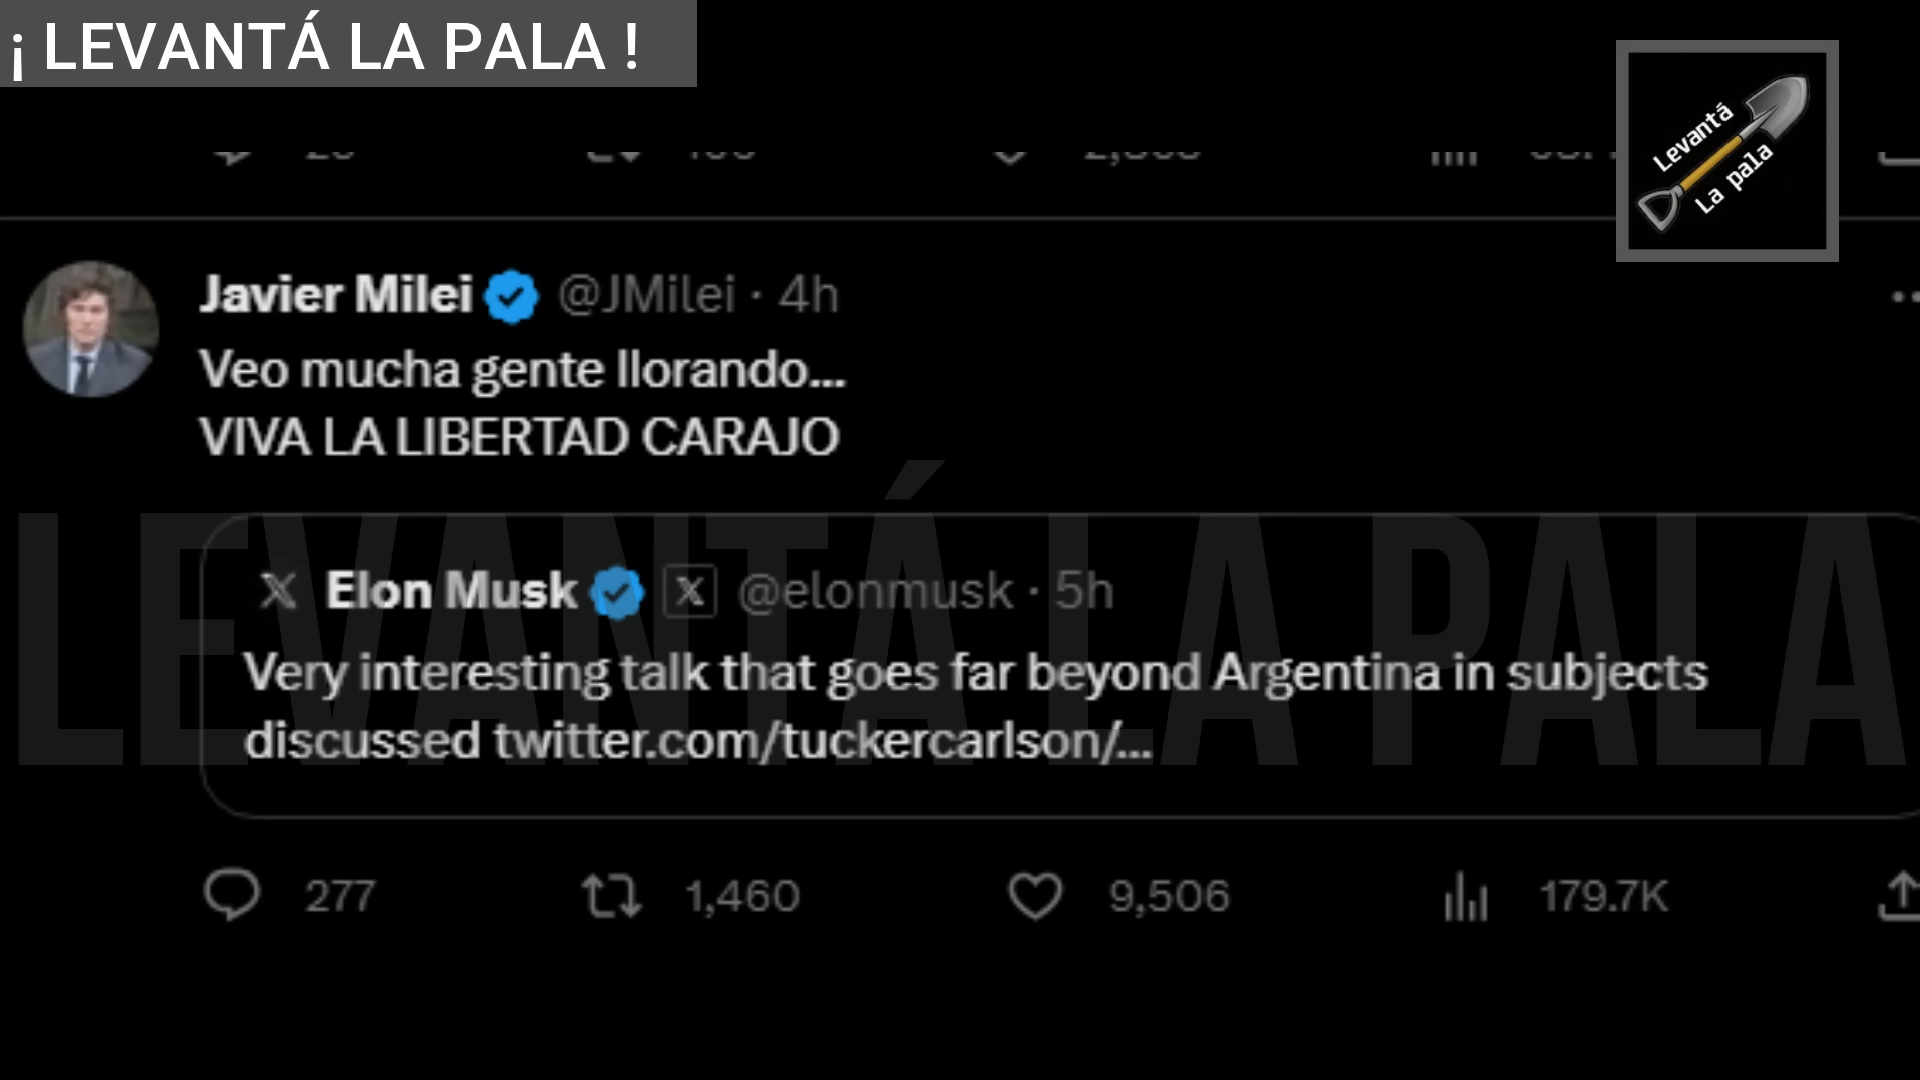 ¡ LEVANTÁ LA PALA !
Levantá
La pala
Javier Milei @JMilei · 4h
Veo mucha gente llorando...
VIVA LA LIBERTAD CARAJO
LEVANTÁ LA PALA
X Elon Musk X @elonmusk · 5h
Very interesting talk that goes far beyond Argentina in subjects
discussed twitter.com/tuckercarlson/...
277 1,460 9,506 179.7K